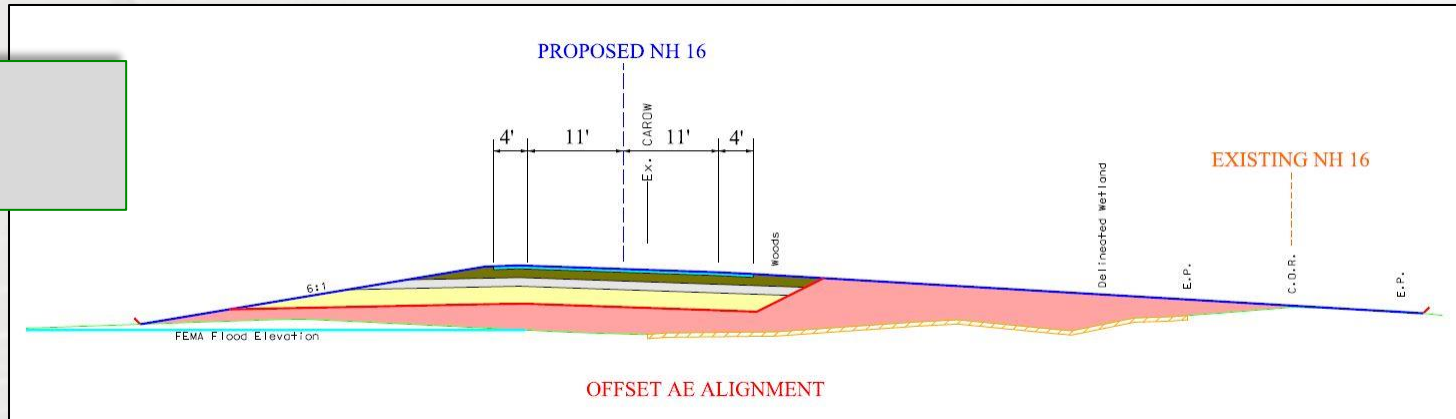 PROPOSED NH 16
4'
11'
11'
4'
Ex. CAROW
EXISTING NH 16
Woods
Delineated Wetland
E.P.
C.O.R.
E.P.
6:1
FEMA Flood Elevation
OFFSET AE ALIGNMENT